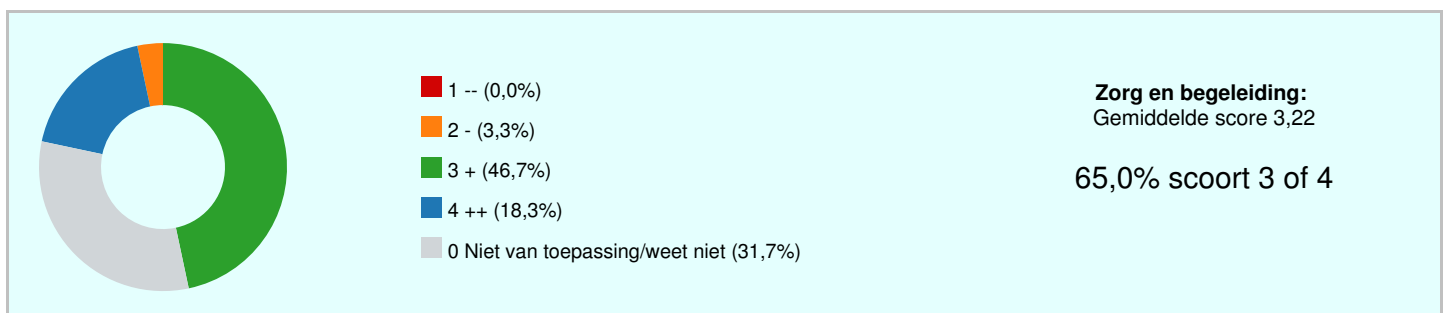 1 -- (0,0%)
2 - (3,3%)
3 + (46,7%)
4 ++ (18,3%)
0 Niet van toepassing/weet niet (31,7%)
Zorg en begeleiding:
Gemiddelde score 3,22
65,0% scoort 3 of 4